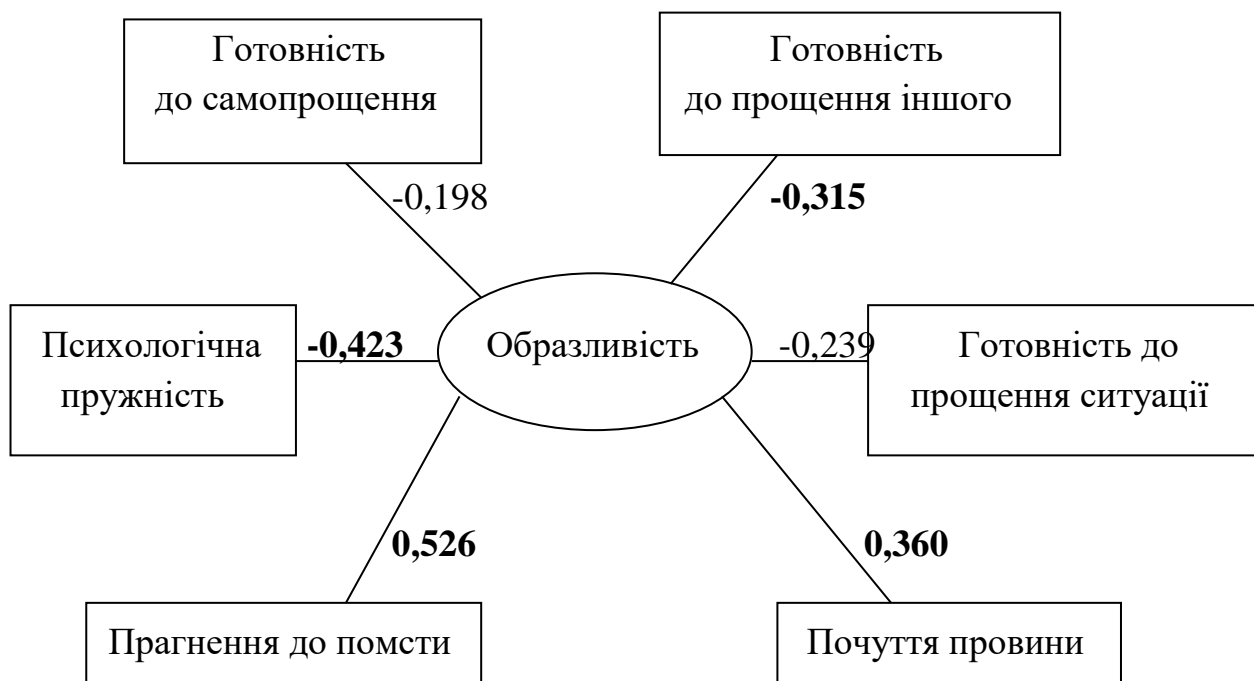 Готовність
до самопрощення
Готовність
до прощення іншого
-0,198
-0,315
Психологічна
пружність
-0,423
Образливість
-0,239
Готовність до
прощення ситуації
0,526
0,360
Прагнення до помсти
Почуття провини